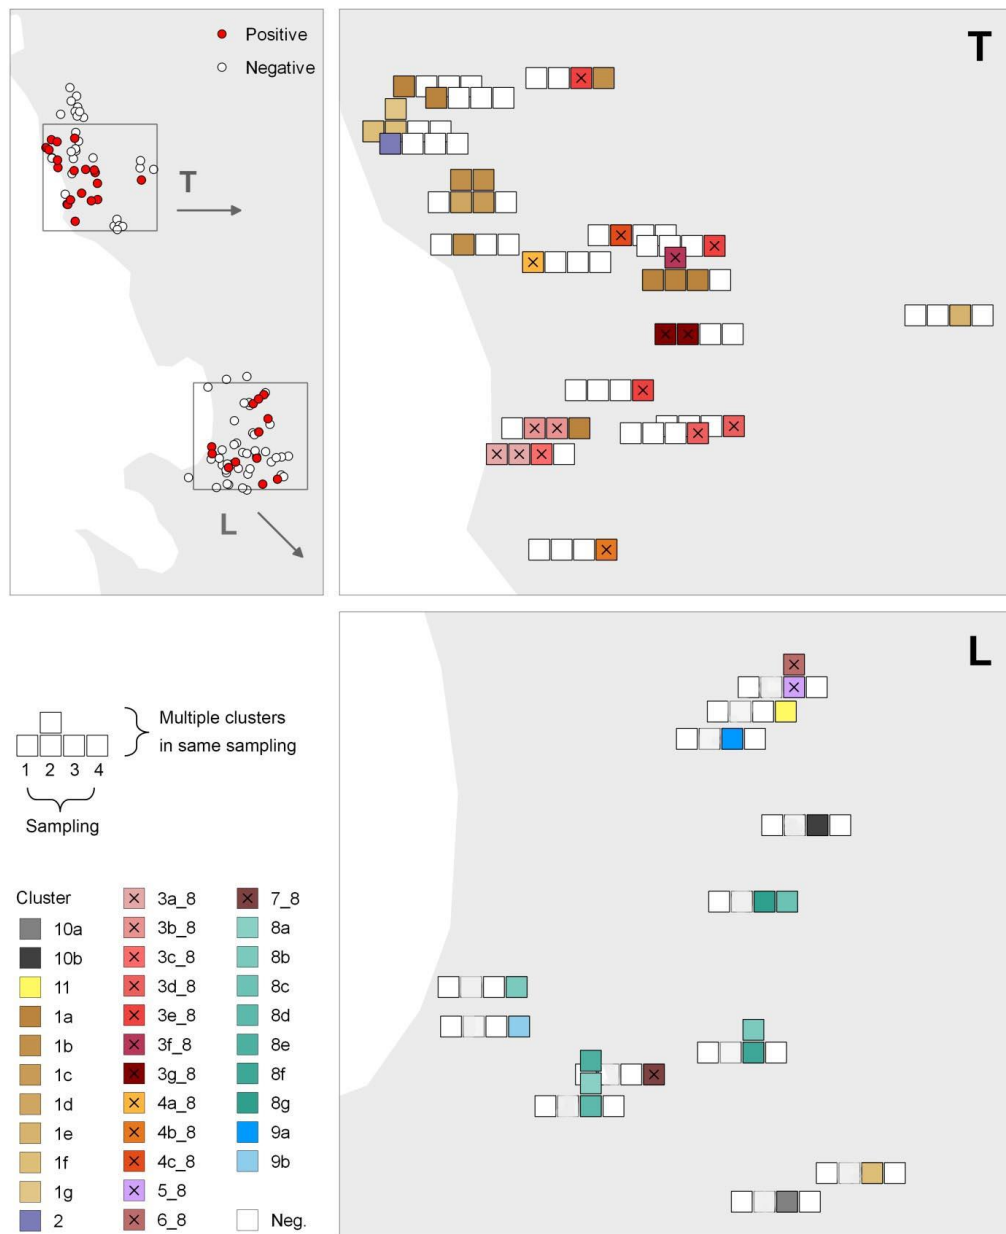 Positive
Negative
T
L
T
L
Multiple clusters
in same sampling
1 2 3 4
Sampling
Cluster
10a
10b
11
1a
1b
1c
1d
1e
1f
1g
2
3a_8
3b_8
3c_8
3d_8
3e_8
3f_8
3g_8
4a_8
4b_8
4c_8
5_8
6_8
7_8
8a
8b
8c
8d
8e
8f
8g
9a
9b
Neg.